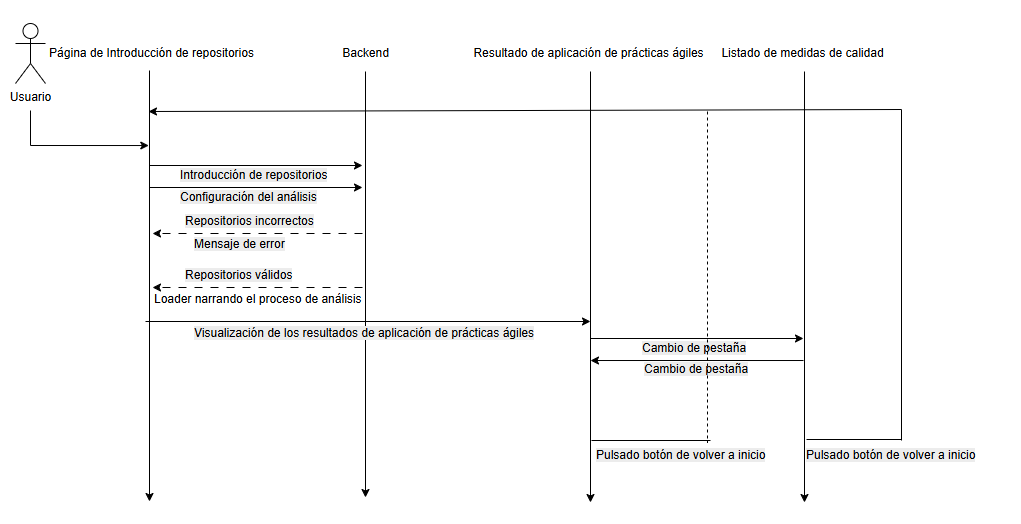 Página de Introducción de repositorios
Backend
Resultado de aplicación de prácticas ágiles
Listado de medidas de calidad
Usuario
Introducción de repositorios
Configuración del análisis
Repositorios incorrectos
Mensaje de error
Repositorios válidos
Loader narrando el proceso de análisis
Visualización de los resultados de aplicación de prácticas ágiles
Cambio de pestaña
Cambio de pestaña
Pulsado botón de volver a inicio
Pulsado botón de volver a inicio